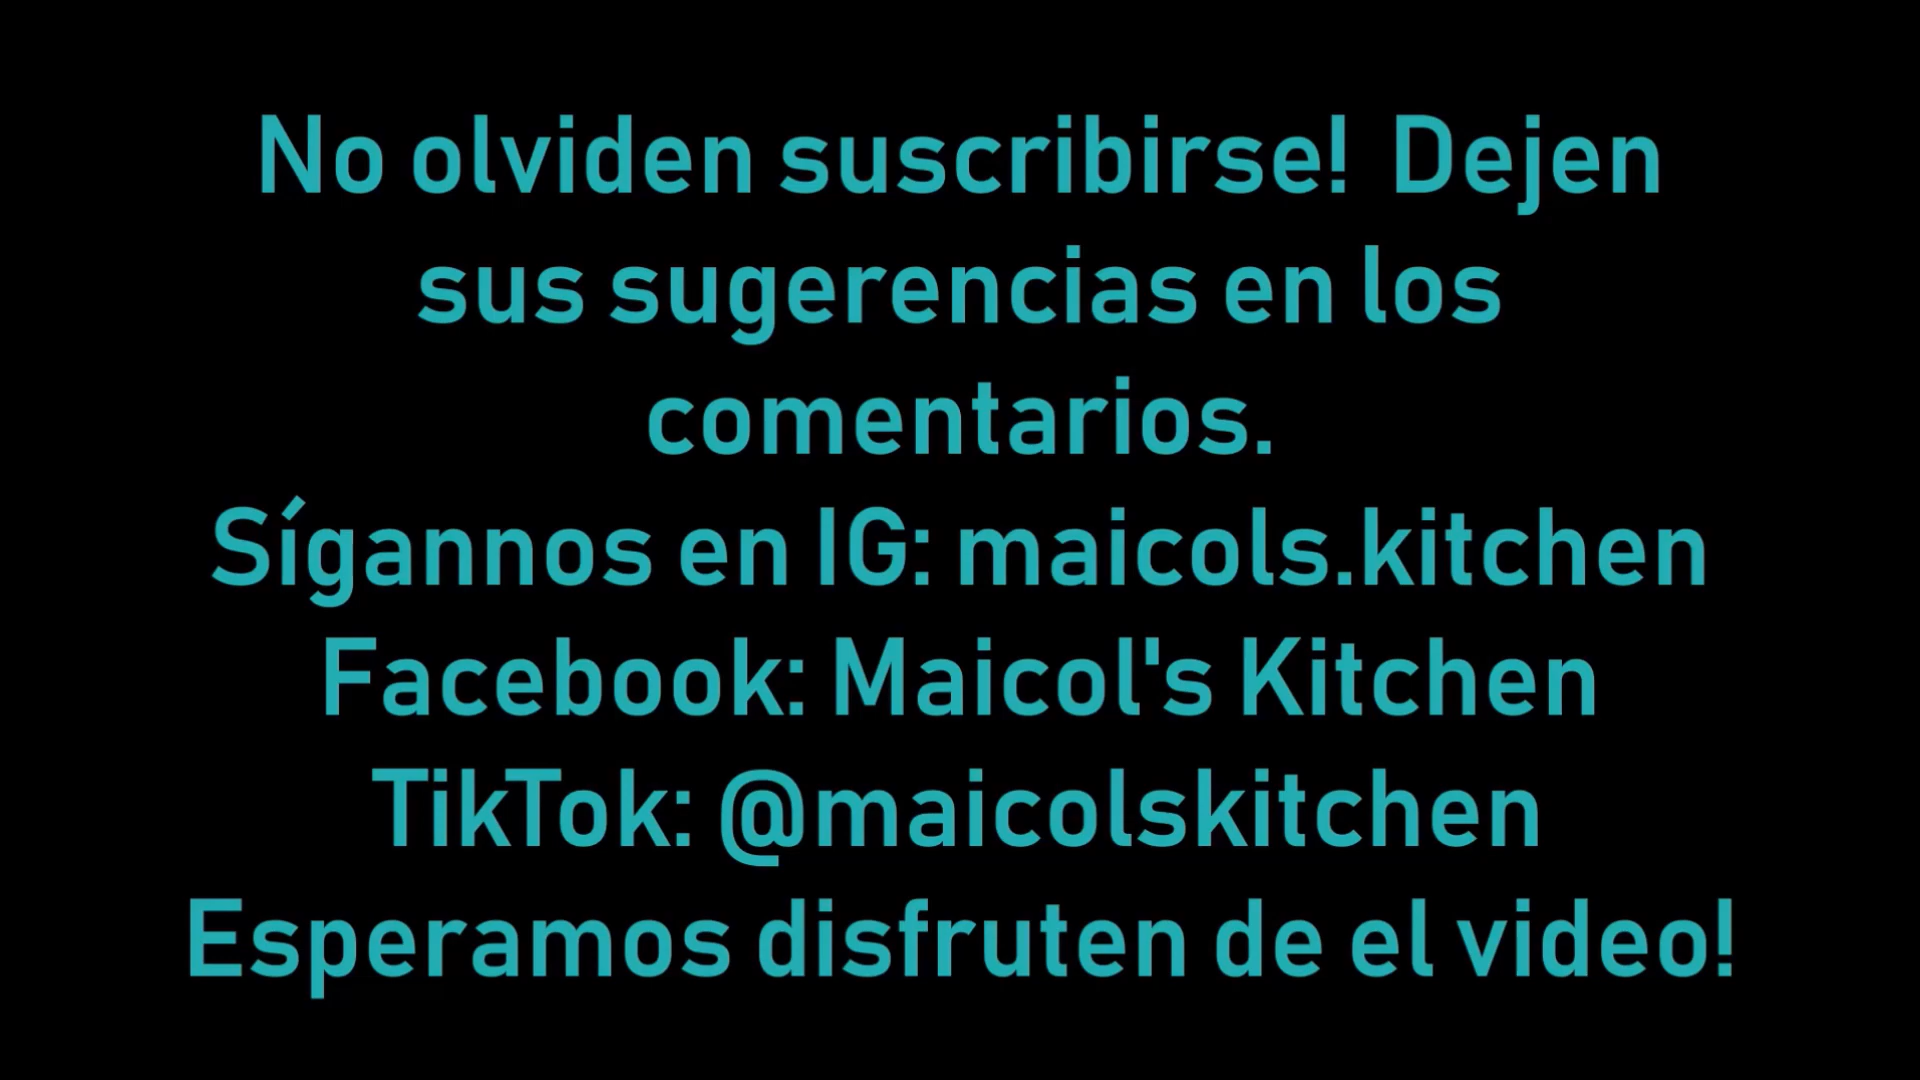 No olviden suscribirse! Dejen
sus sugerencias en los
comentarios.
Sígannos en IG: maicols.kitchen
Facebook: Maicol's Kitchen
TikTok: @maicolskitchen
Esperamos disfruten de el video!